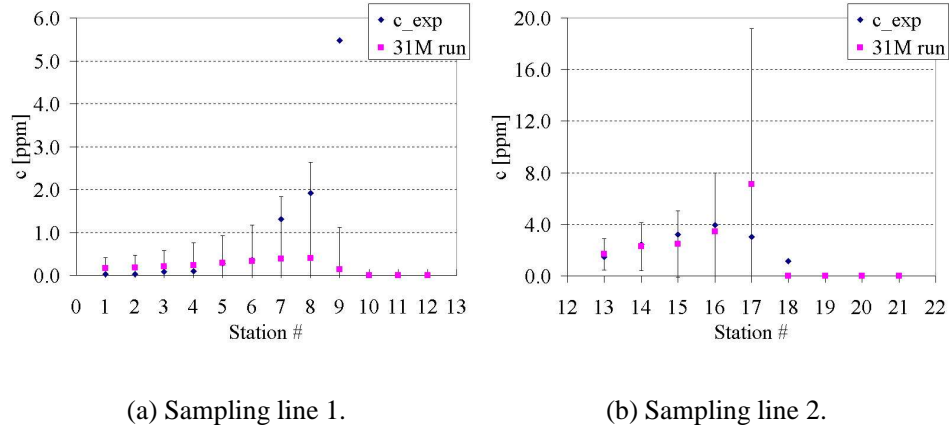 6.0
5.0
4.0
3.0
2.0
1.0
0.0
c [ppm]
0 1 2 3 4 5 6 7 8 9 10 11 12 13
Station #
c_exp
31M run
20.0
16.0
12.0
8.0
4.0
0.0
c [ppm]
12 13 14 15 16 17 18 19 20 21 22
Station #
c_exp
31M run
(a) Sampling line 1.
(b) Sampling line 2.